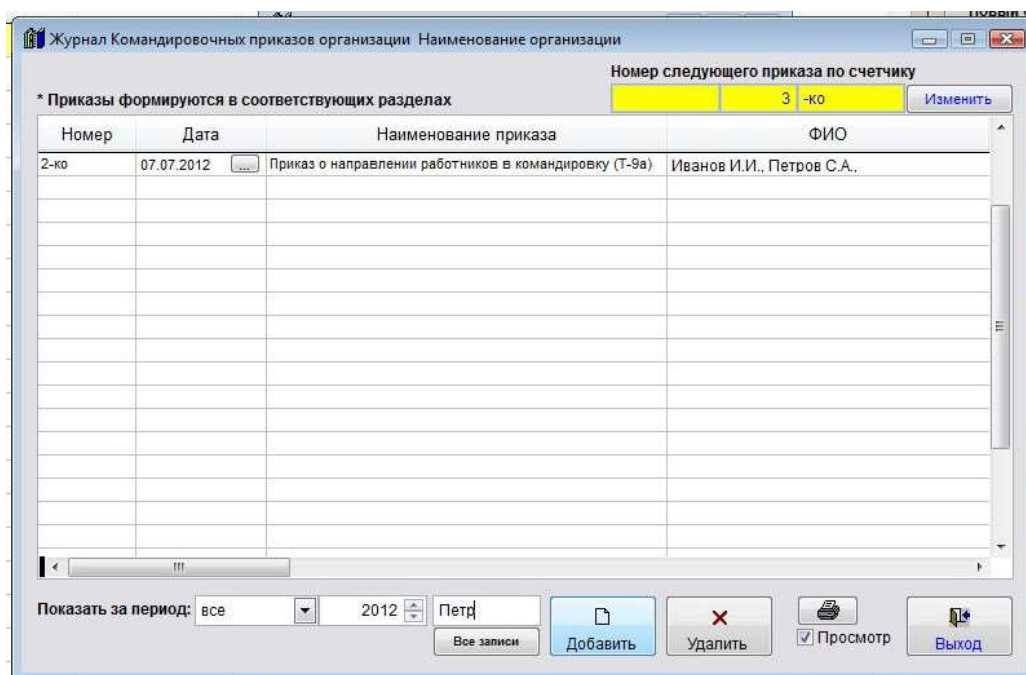 Журнал Командировочных приказов организации Наименование организации
Номер следующего приказа по счетчику
* Приказы формируются в соответствующих разделах
3 -ко Изменить
Номер Дата Наименование приказа ФИО
2-ко 07.07.2012 ... Приказ о направлении работников в командировку (Т-9а) Иванов И.И., Петров С.А.,
Показать за период: все 2012 Петр
Все записи
Добавить
Удалить
Просмотр
Выход